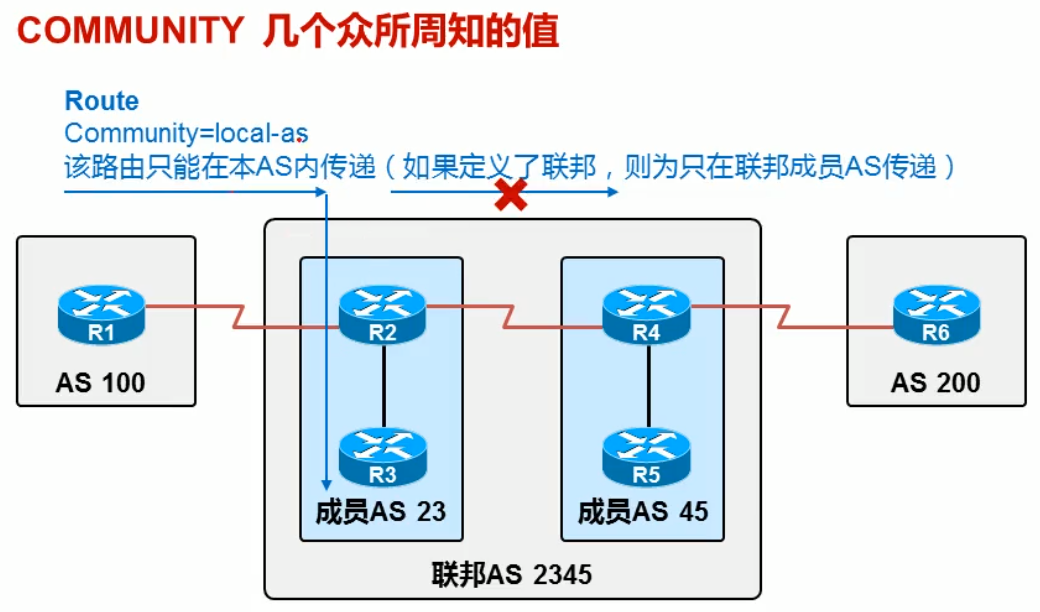 COMMUNITY 几个众所周知的值
Route
Community=local-as
该路由只能在本AS内传递（如果定义了联邦，则为只在联邦成员AS传递）
R1
R2
R4
R6
AS 100
AS 200
R3
R5
成员AS 23
成员AS 45
联邦AS 2345